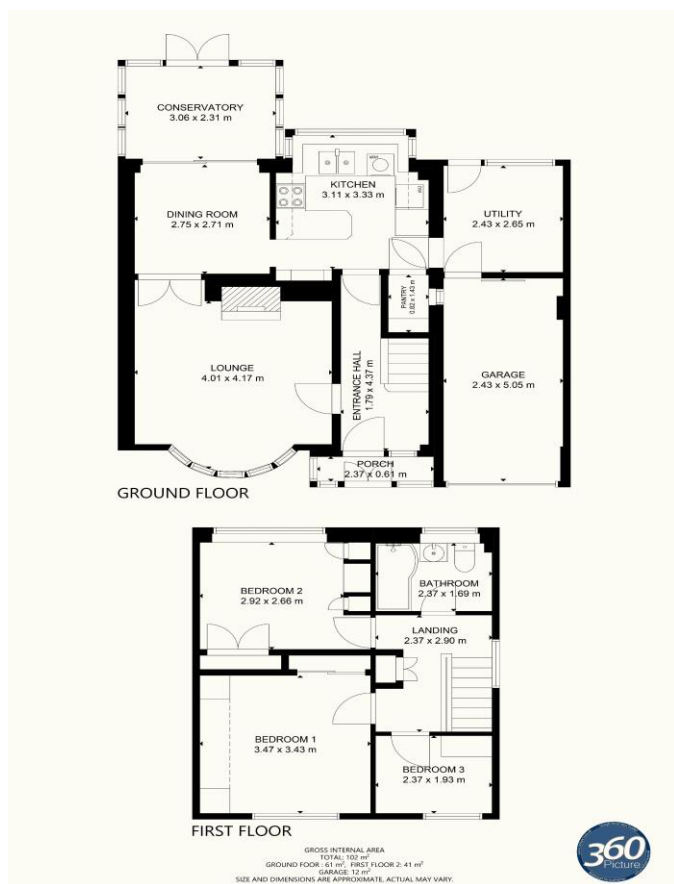 CONSERVATORY
3.06 x 2.31 m
KITCHEN
3.11 x 3.33 m
DINING ROOM
2.75 x 2.71 m
UTILITY
2.43 x 2.65 m
PANTRY
0.82 x 1.43 m
LOUNGE
4.01 x 4.17 m
ENTRANCE HALL
1.79 x 4.37 m
GARAGE
2.43 x 5.05 m
PORCH
2.37 x 0.61 m
GROUND FLOOR
BEDROOM 2
2.92 x 2.66 m
BATHROOM
2.37 x 1.69 m
LANDING
2.37 x 2.90 m
BEDROOM 1
3.47 x 3.43 m
BEDROOM 3
2.37 x 1.93 m
FIRST FLOOR
GROSS INTERNAL AREA
TOTAL: 102 m²
GROUND FOOR : 61 m², FIRST FLOOR 2: 41 m²
GARAGE: 12 m²
SIZE AND DIMENSIONS ARE APPROXIMATE, ACTUAL MAY VARY.
360
Picture